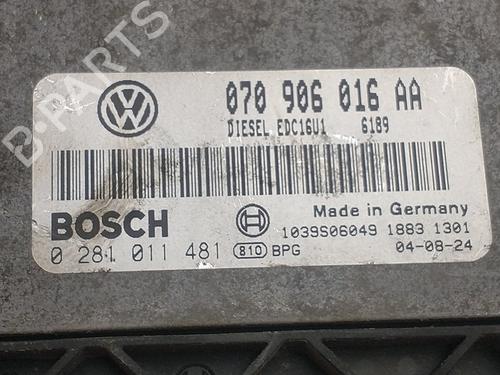 B-PARTS
070 906 016 AA
DIESEL EDC16U1 6189
BOSCH
Made in Germany
1039S06049 1883 1301
0 281 011 481 810 BPG
04-08-24